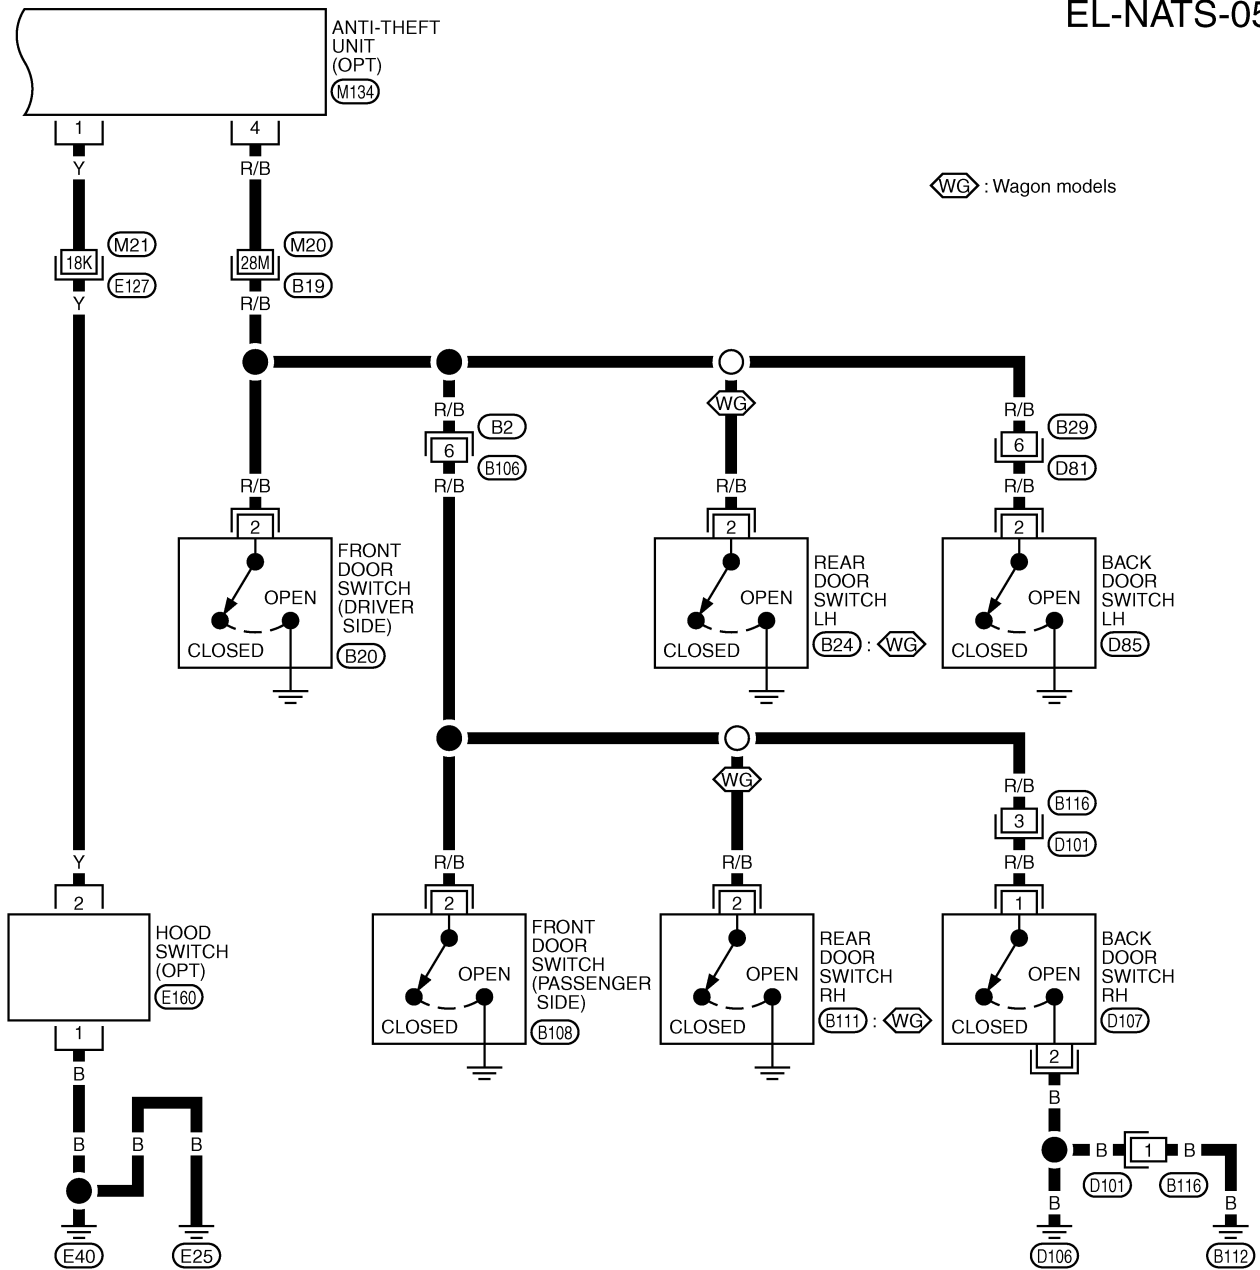 EL-NATS-05
ANTI-THEFT
UNIT
(OPT)
M134
1
4
Y
R/B
WG : Wagon models
M21
M20
18K
28M
E127
B19
Y
R/B
WG
R/B
R/B
B2
B29
6
6
B106
D81
R/B
R/B
R/B
R/B
2
2
2
FRONT
DOOR
SWITCH
(DRIVER
SIDE)
B20
OPEN
CLOSED
REAR
DOOR
SWITCH
LH
B24 : WG
OPEN
CLOSED
BACK
DOOR
SWITCH
LH
D85
OPEN
CLOSED
WG
R/B
B116
3
D101
Y
R/B
R/B
R/B
2
2
2
1
HOOD
SWITCH
(OPT)
E160
FRONT
DOOR
SWITCH
(PASSENGER
SIDE)
B108
OPEN
CLOSED
REAR
DOOR
SWITCH
RH
B111 : WG
OPEN
CLOSED
BACK
DOOR
SWITCH
RH
D107
OPEN
CLOSED
1
2
B
B
B
B
B
B
1
B
D101
B116
B
B
E40
E25
D106
B112